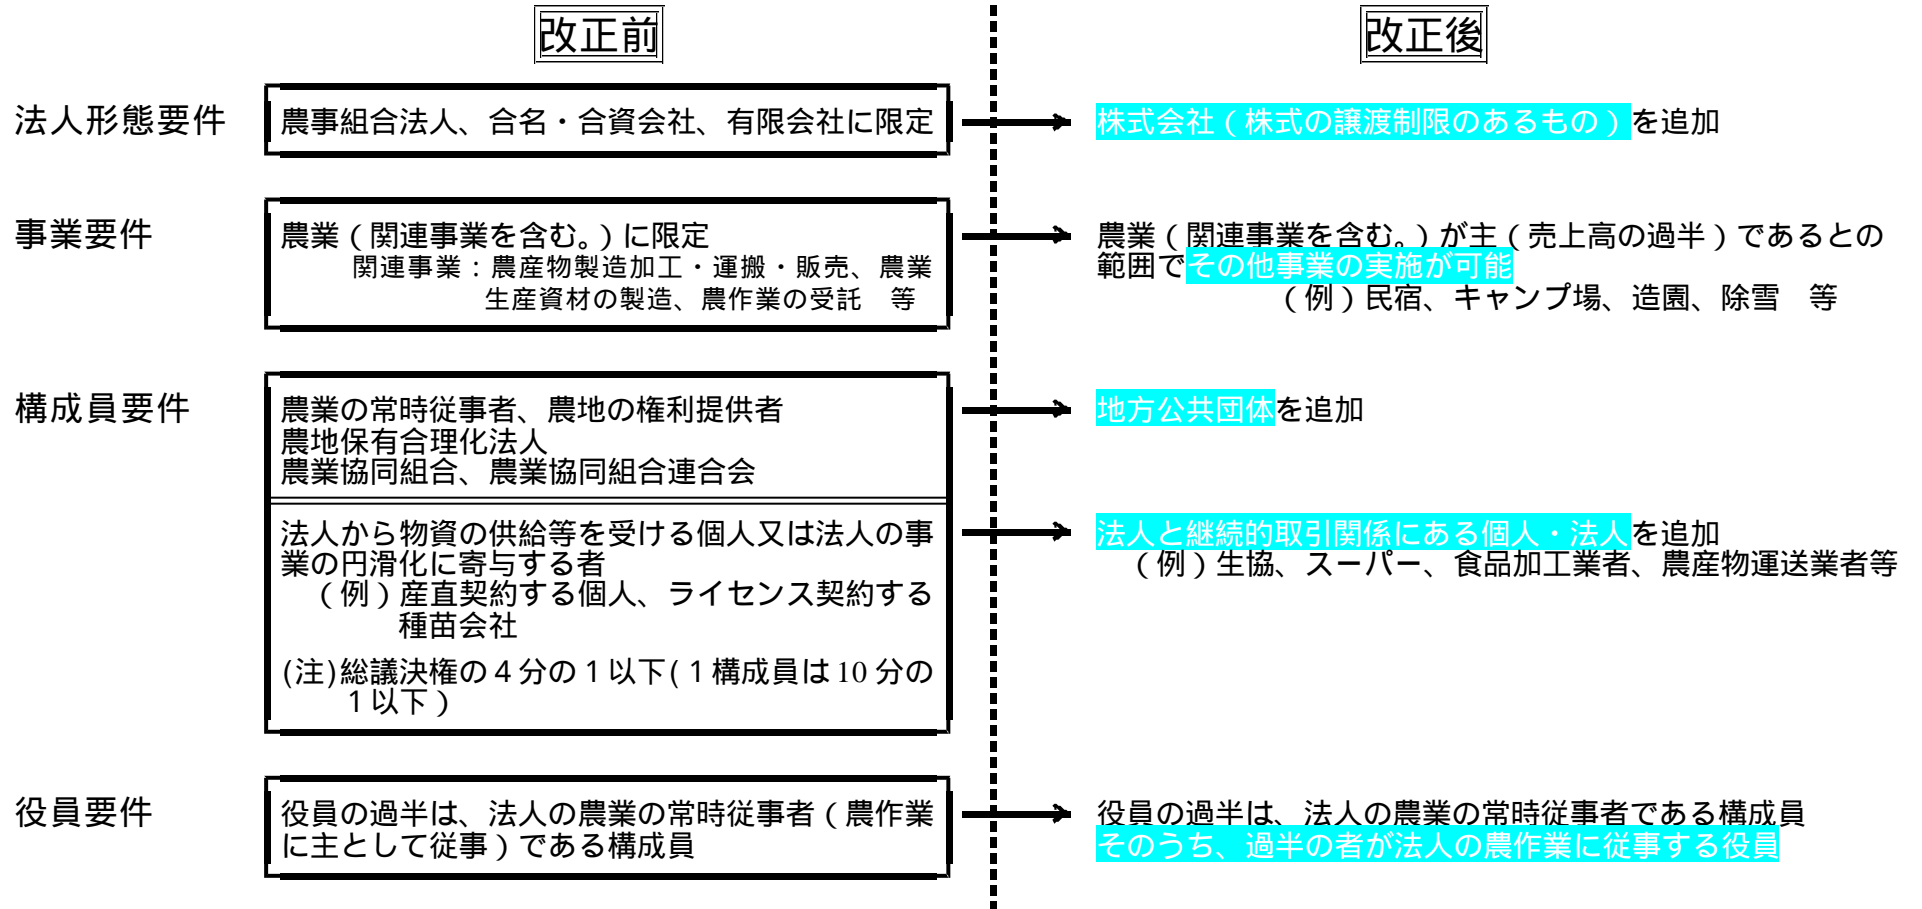 改正前
改正後
法人形態要件
農事組合法人、合名・合資会社、有限会社に限定
株式会社(株式の譲渡制限のあるもの)を追加
事業要件
農業(関連事業を含む。)に限定
関連事業:農産物製造加工・運搬・販売、農業
生産資材の製造、農作業の受託 等
農業(関連事業を含む。)が主(売上高の過半)であるとの
範囲でその他事業の実施が可能
(例)民宿、キャンプ場、造園、除雪 等
構成員要件
農業の常時従事者、農地の権利提供者
農地保有合理化法人
農業協同組合、農業協同組合連合会
地方公共団体を追加
法人から物資の供給等を受ける個人又は法人の事
業の円滑化に寄与する者
(例)産直契約する個人、ライセンス契約する
種苗会社
(注)総議決権の4分の1以下(1構成員は10分の
1以下)
法人と継続的取引関係にある個人・法人を追加
(例)生協、スーパー、食品加工業者、農産物運送業者等
役員要件
役員の過半は、法人の農業の常時従事者(農作業
に主として従事)である構成員
役員の過半は、法人の農業の常時従事者である構成員
そのうち、過半の者が法人の農作業に従事する役員